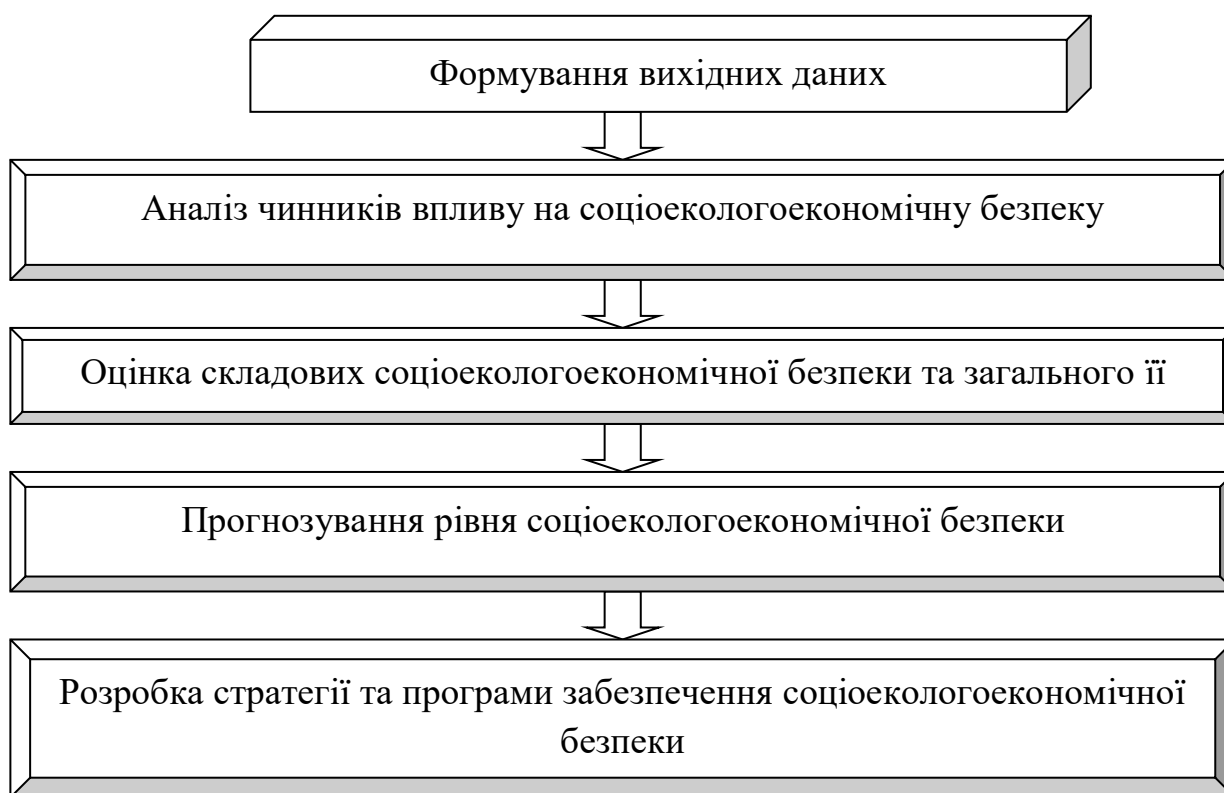 Формування вихідних даних
Аналіз чинників впливу на соціоекологоекономічну безпеку
Оцінка складових соціоекологоекономічної безпеки та загального її
Прогнозування рівня соціоекологоекономічної безпеки
Розробка стратегії та програми забезпечення соціоекологоекономічної
безпеки